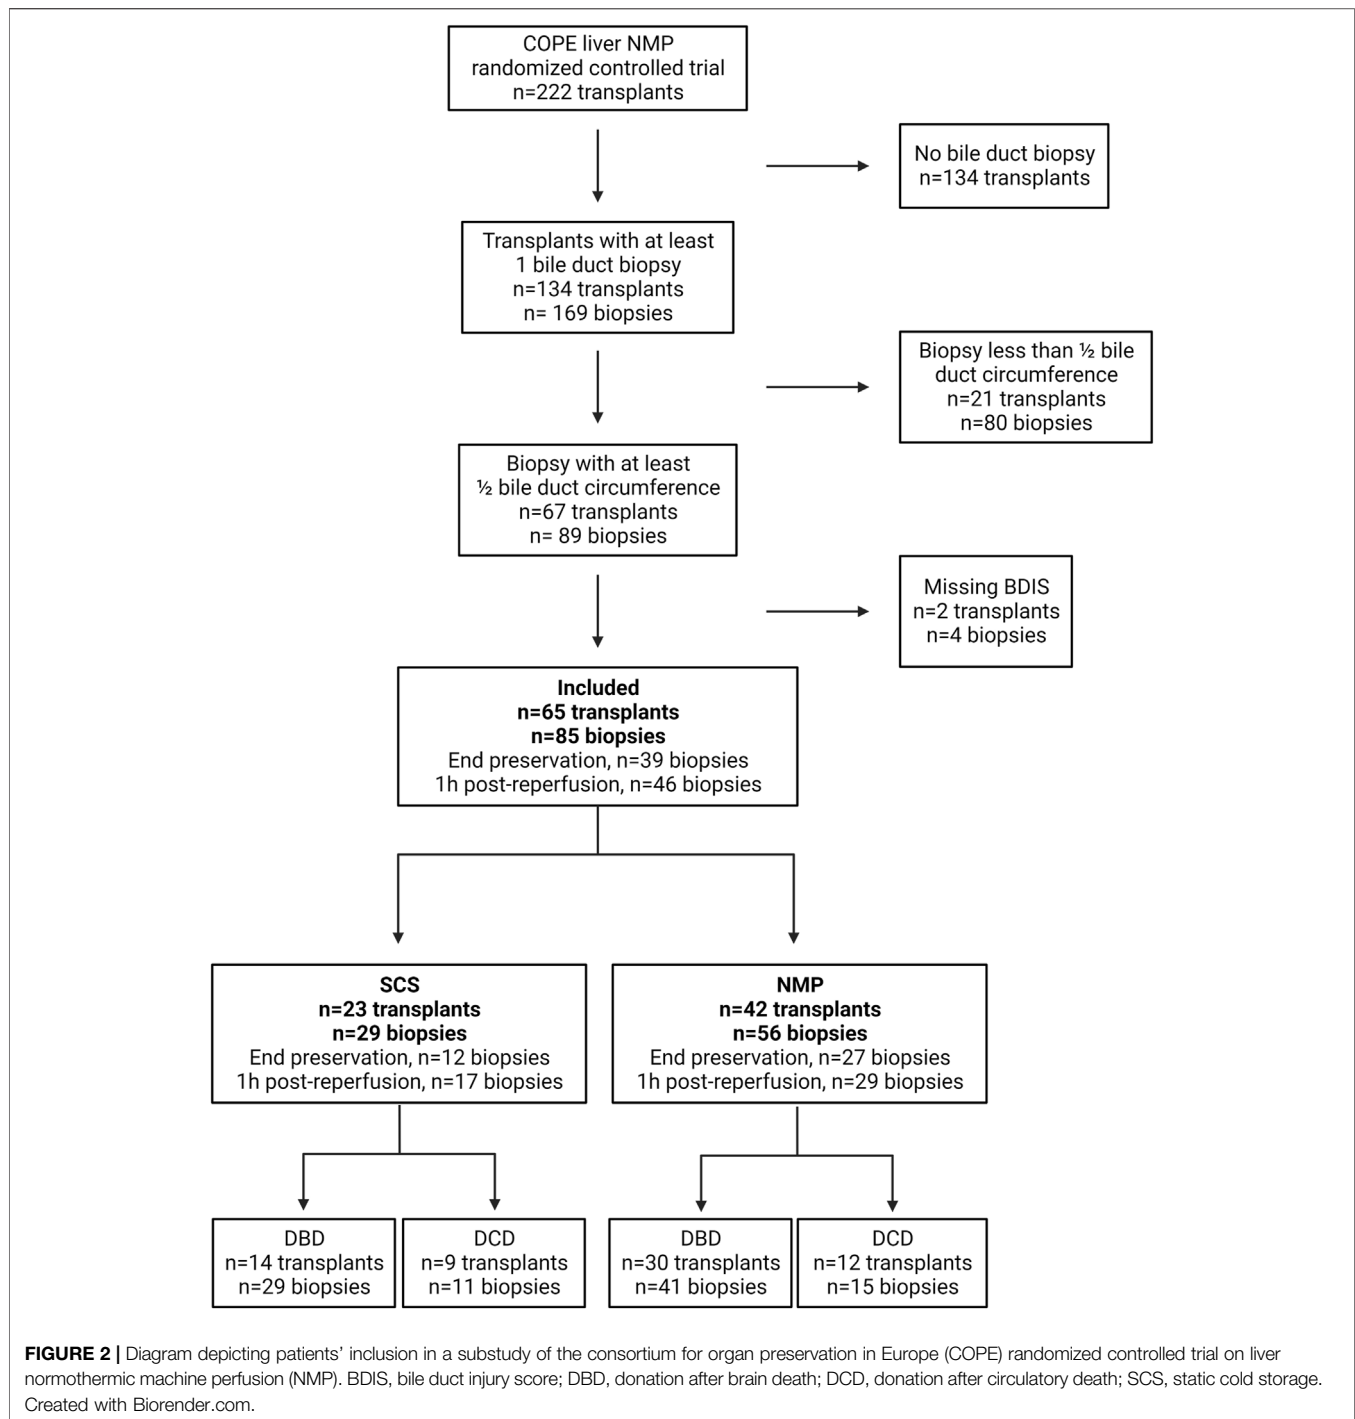 COPE liver NMP
randomized controlled trial
n=222 transplants
No bile duct biopsy
n=134 transplants
Transplants with at least
1 bile duct biopsy
n=134 transplants
n= 169 biopsies
Biopsy less than ½ bile
duct circumference
n=21 transplants
n=80 biopsies
Biopsy with at least
½ bile duct circumference
n=67 transplants
n= 89 biopsies
Missing BDIS
n=2 transplants
n=4 biopsies
Included
n=65 transplants
n=85 biopsies
End preservation, n=39 biopsies
1h post-reperfusion, n=46 biopsies
SCS
n=23 transplants
n=29 biopsies
End preservation, n=12 biopsies
1h post-reperfusion, n=17 biopsies
NMP
n=42 transplants
n=56 biopsies
End preservation, n=27 biopsies
1h post-reperfusion, n=29 biopsies
DBD
n=14 transplants
n=29 biopsies
DCD
n=9 transplants
n=11 biopsies
DBD
n=30 transplants
n=41 biopsies
DCD
n=12 transplants
n=15 biopsies
FIGURE 2 | Diagram depicting patients’ inclusion in a substudy of the consortium for organ preservation in Europe (COPE) randomized controlled trial on liver
normothermic machine perfusion (NMP). BDIS, bile duct injury score; DBD, donation after brain death; DCD, donation after circulatory death; SCS, static cold storage.
Created with Biorender.com.